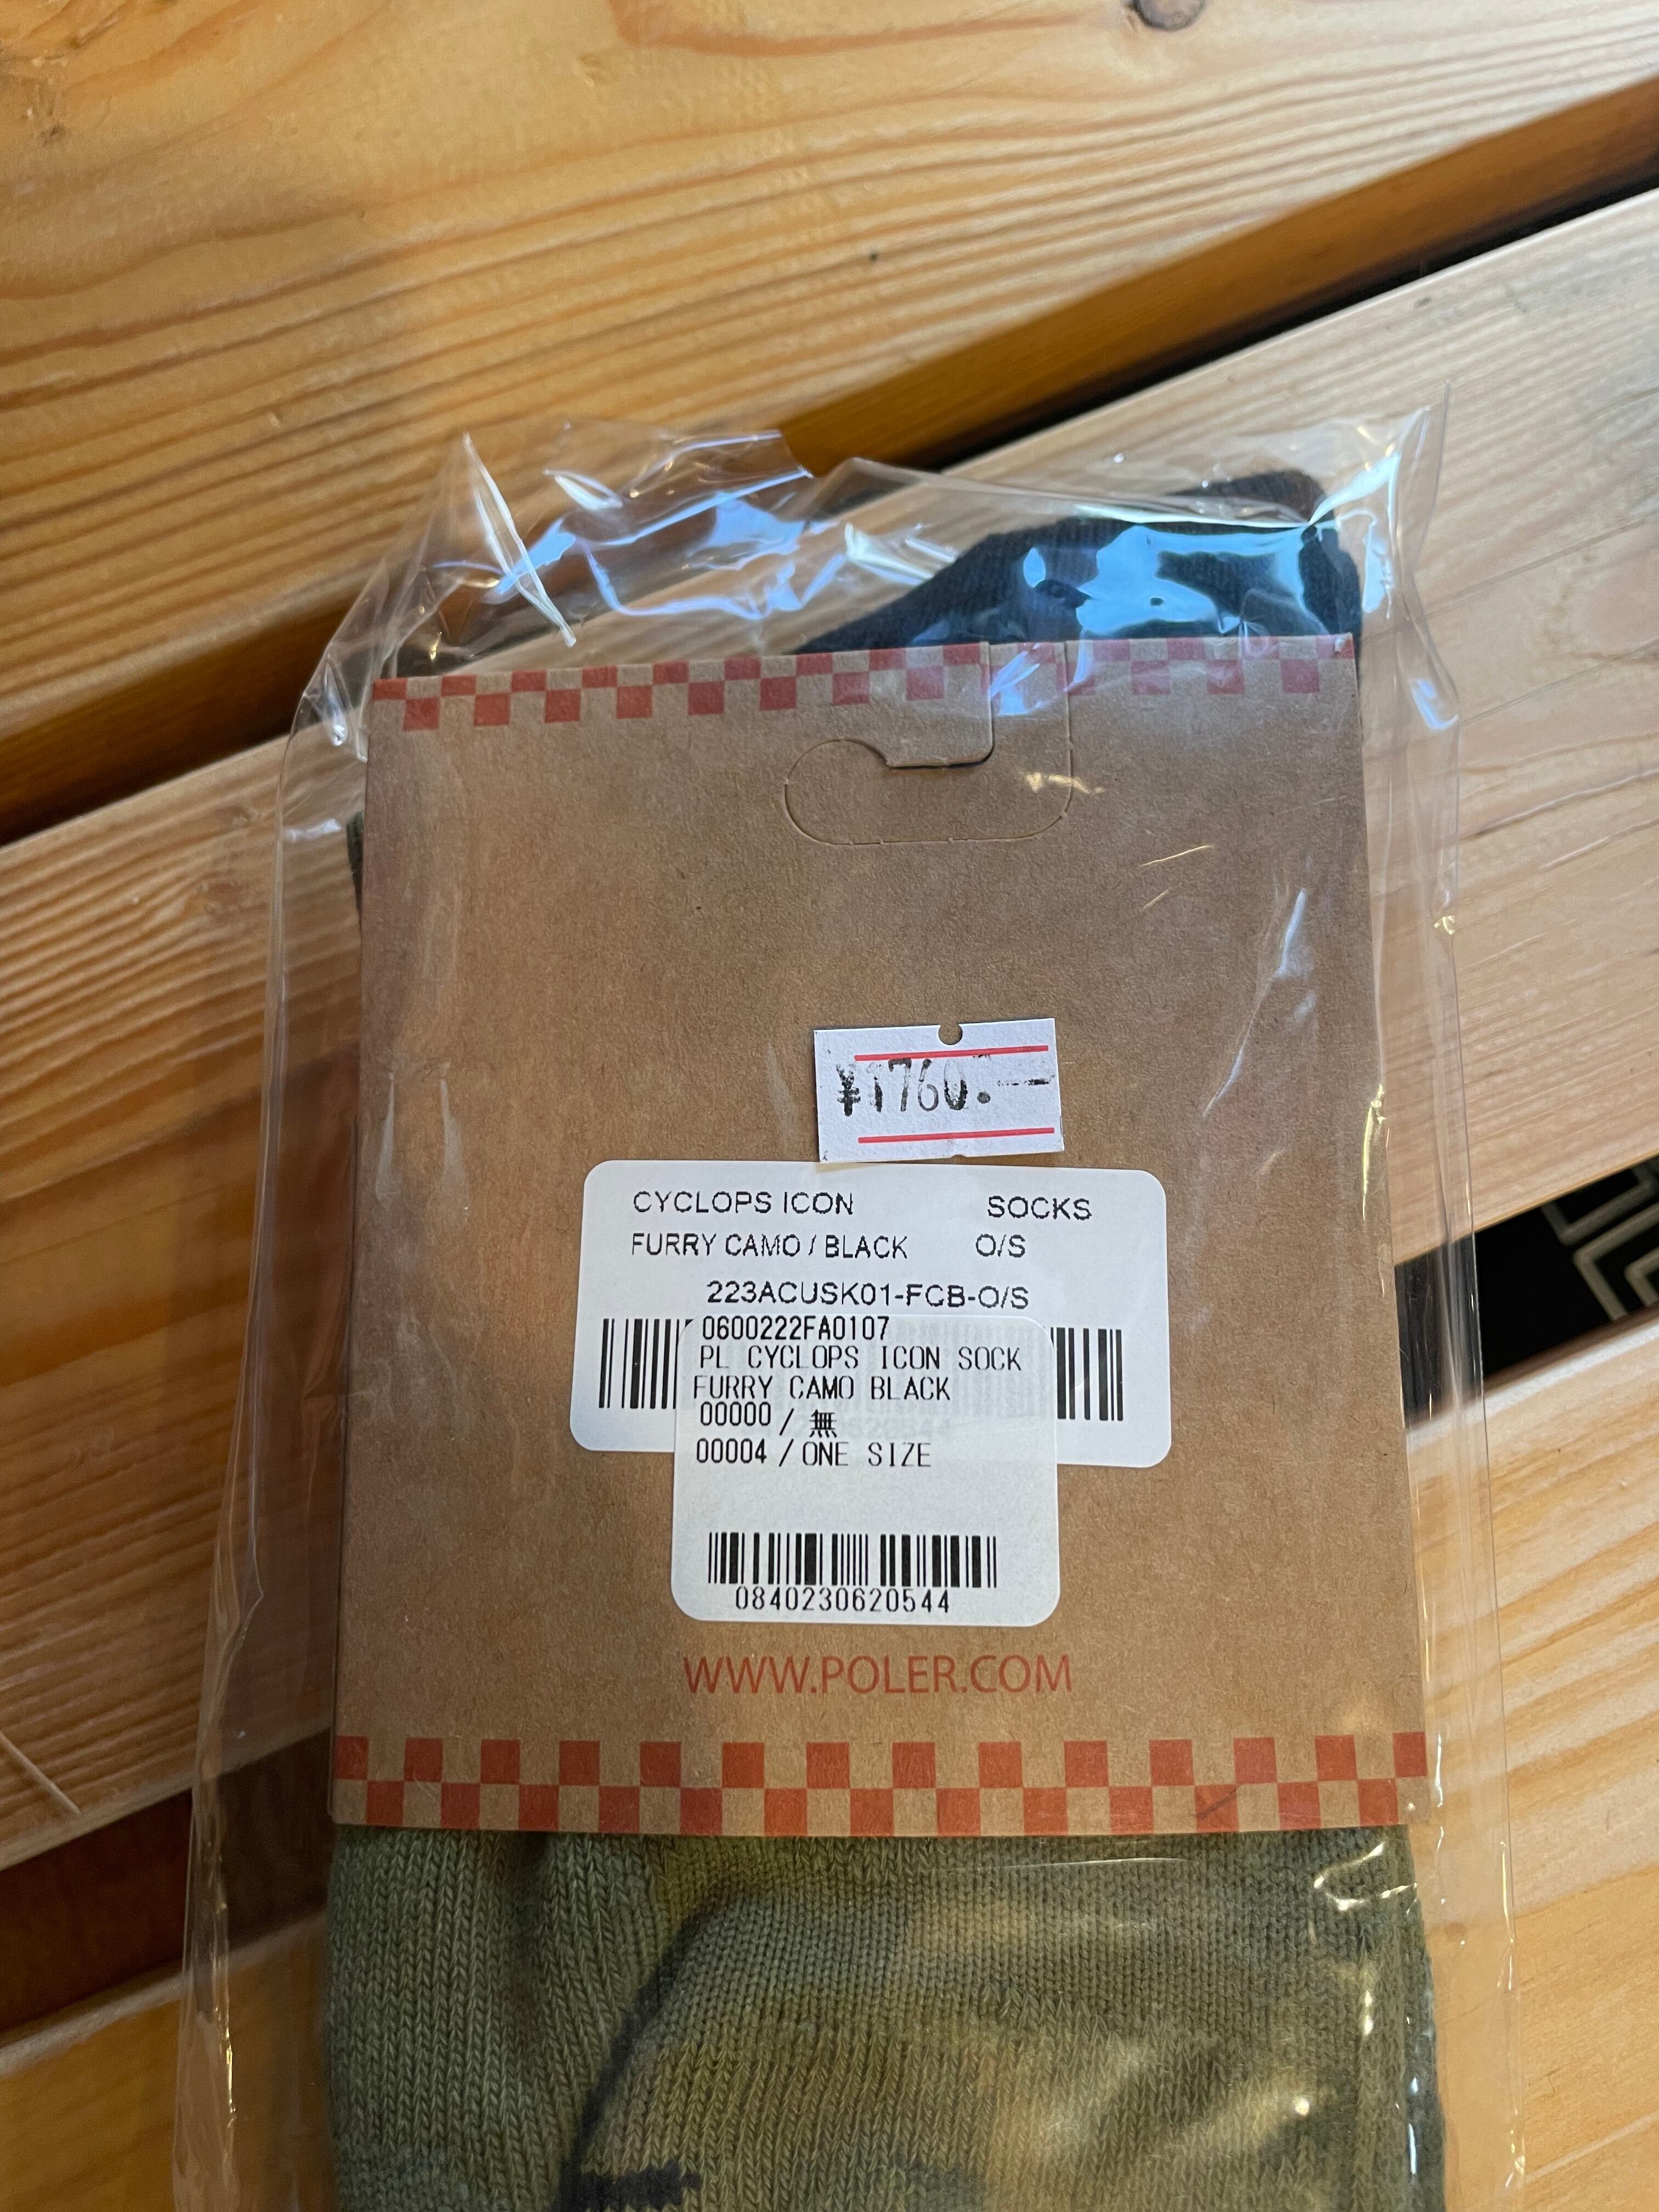 ¥1760.—
CYCLOPS ICON SOCKS
FURRY CAMO / BLACK O/S
223ACUSK01-FCB-O/S
0600222FA0107
PL CYCLOPS ICON SOCK
FURRY CAMO BLACK
00000 / 無
00004 / ONE SIZE
0840230620544
WWW.POLER.COM